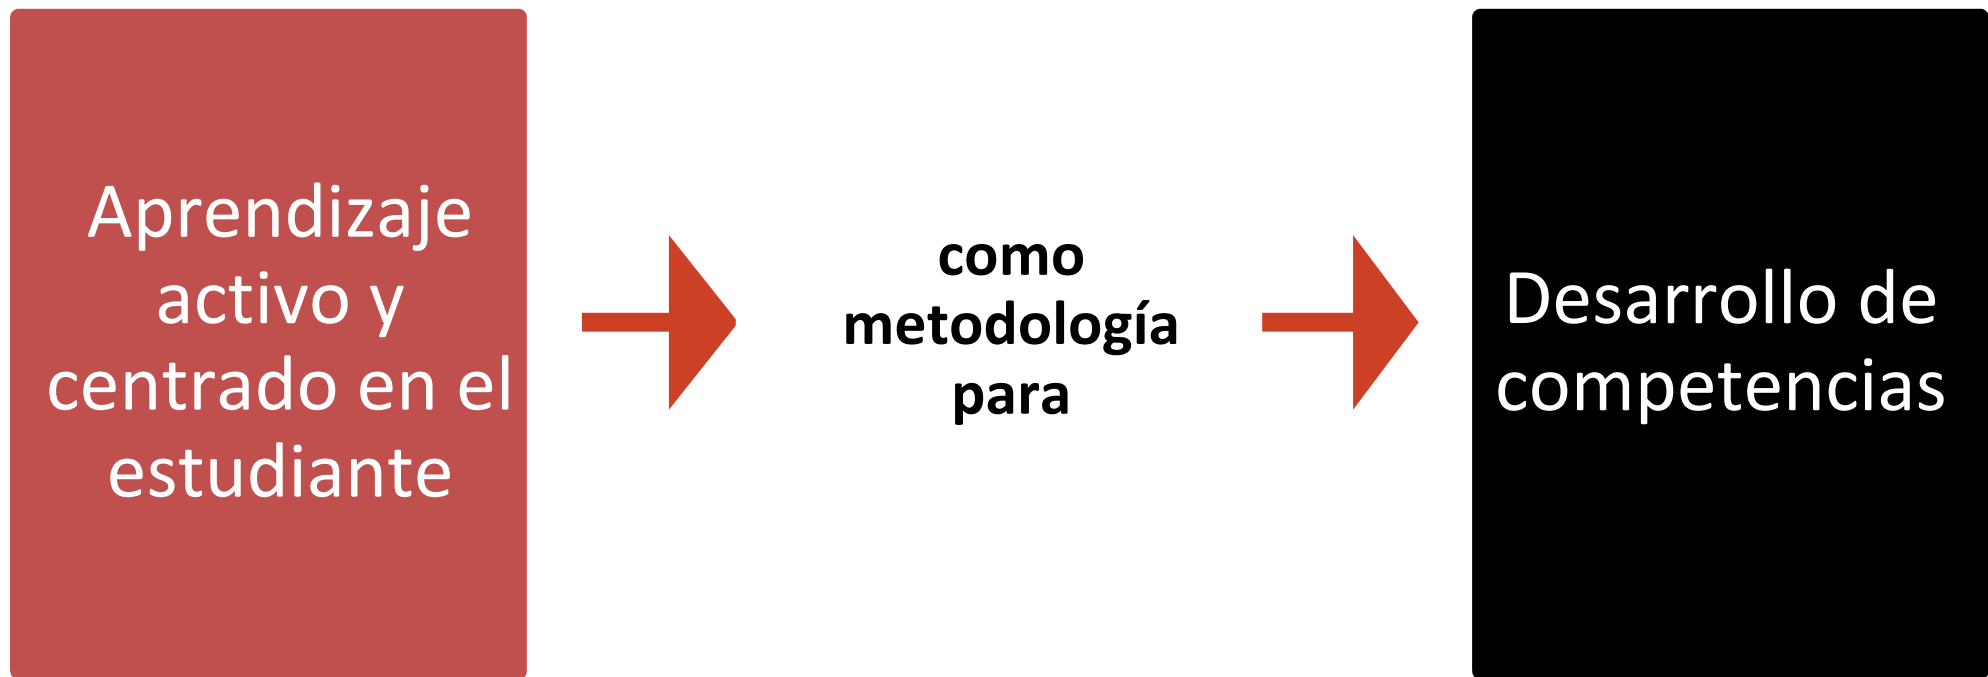 Aprendizaje
activo y
centrado en el
estudiante
como
metodología
para
Desarrollo de
competencias